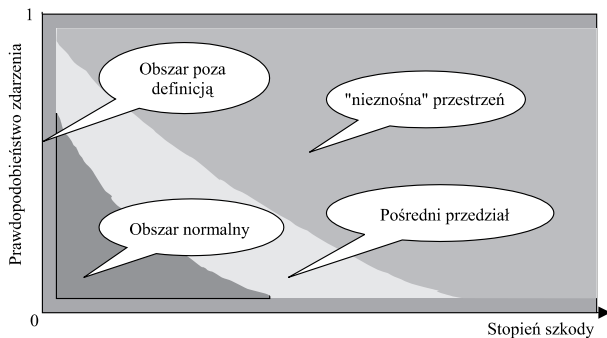 1
Prawdopodobieństwo zdarzenia
Obszar poza
definicją
"nieznośna" przestrzeń
Obszar normalny
Pośredni przedział
0
Stopień szkody